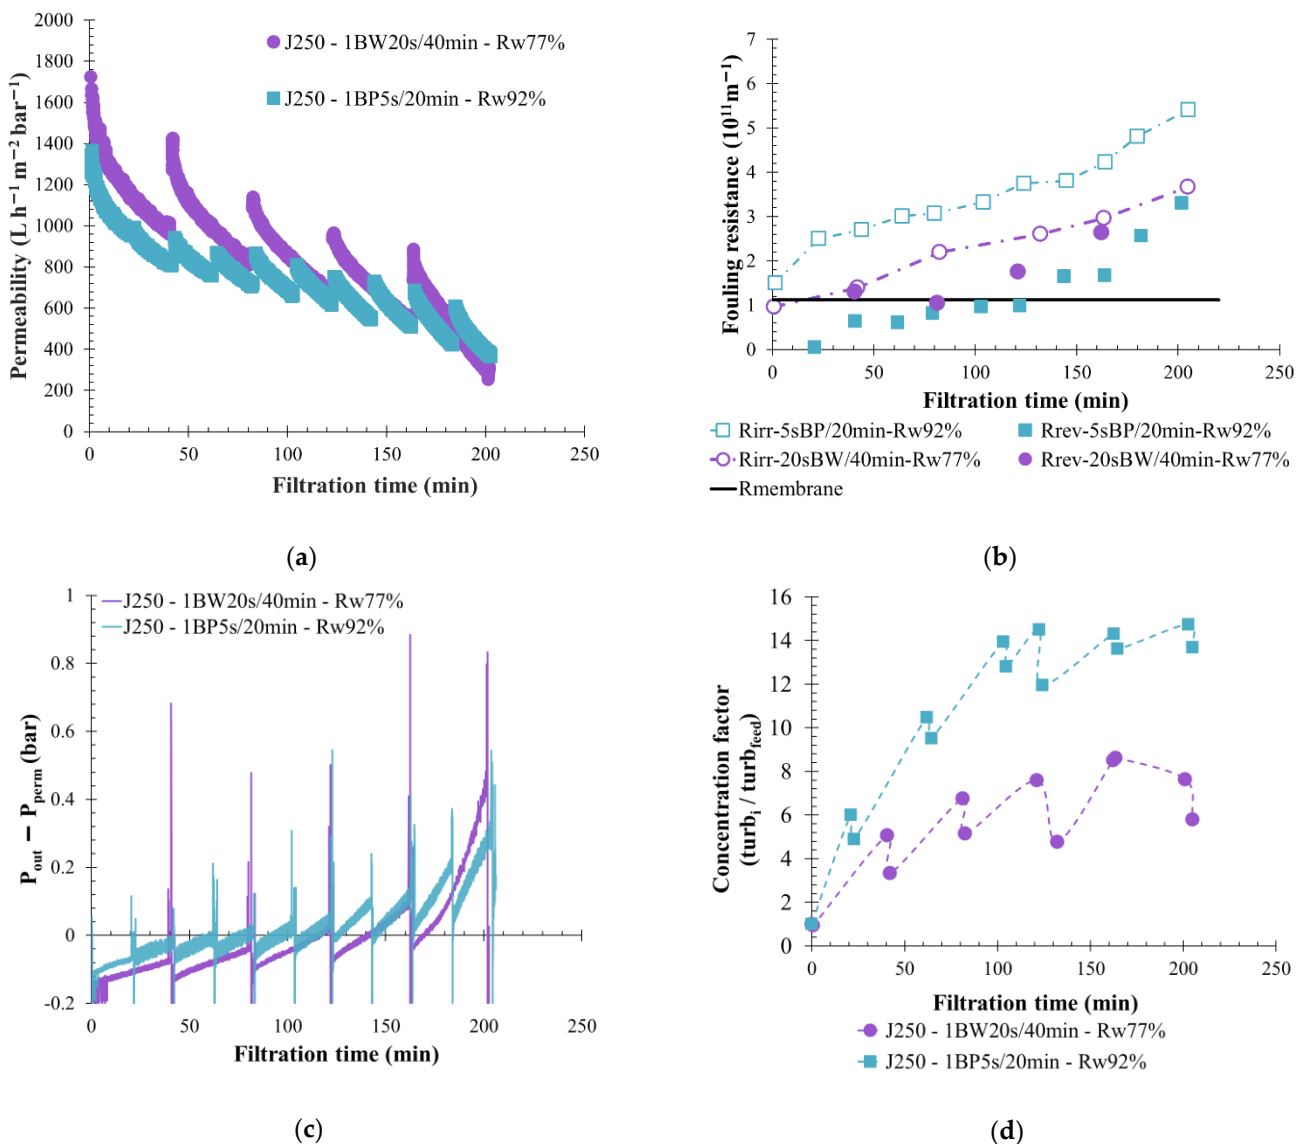 2000
1800
1600
1400
1200
1000
800
600
400
200
0
0 50 100 150 200 250
Permeability (L h⁻¹ m⁻² bar⁻¹)
Filtration time (min)
J250 - 1BW20s/40min - Rw77%
J250 - 1BP5s/20min - Rw92%
(a)
7
6
5
4
3
2
1
0
0 50 100 150 200 250
Fouling resistance (10¹¹m⁻¹)
Filtration time (min)
Rirr-5sBP/20min-Rw92%
Rrev-5sBP/20min-Rw92%
Rirr-20sBW/40min-Rw77%
Rrev-20sBW/40min-Rw77%
Rmembrane
(b)
1
0.8
0.6
0.4
0.2
0
-0.2
0 50 100 150 200 250
P_out − P_perm (bar)
Filtration time (min)
J250 - 1BW20s/40min - Rw77%
J250 - 1BP5s/20min - Rw92%
(c)
16
14
12
10
8
6
4
2
0
0 50 100 150 200 250
Concentration factor
(turb_i / turb_feed)
Filtration time (min)
J250 - 1BW20s/40min - Rw77%
J250 - 1BP5s/20min - Rw92%
(d)